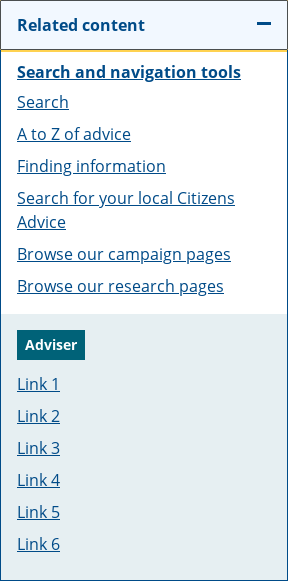 Related content
Search and navigation tools
Search
A to Z of advice
Finding information
Search for your local Citizens
Advice
Browse our campaign pages
Browse our research pages
Adviser
Link 1
Link 2
Link 3
Link 4
Link 5
Link 6